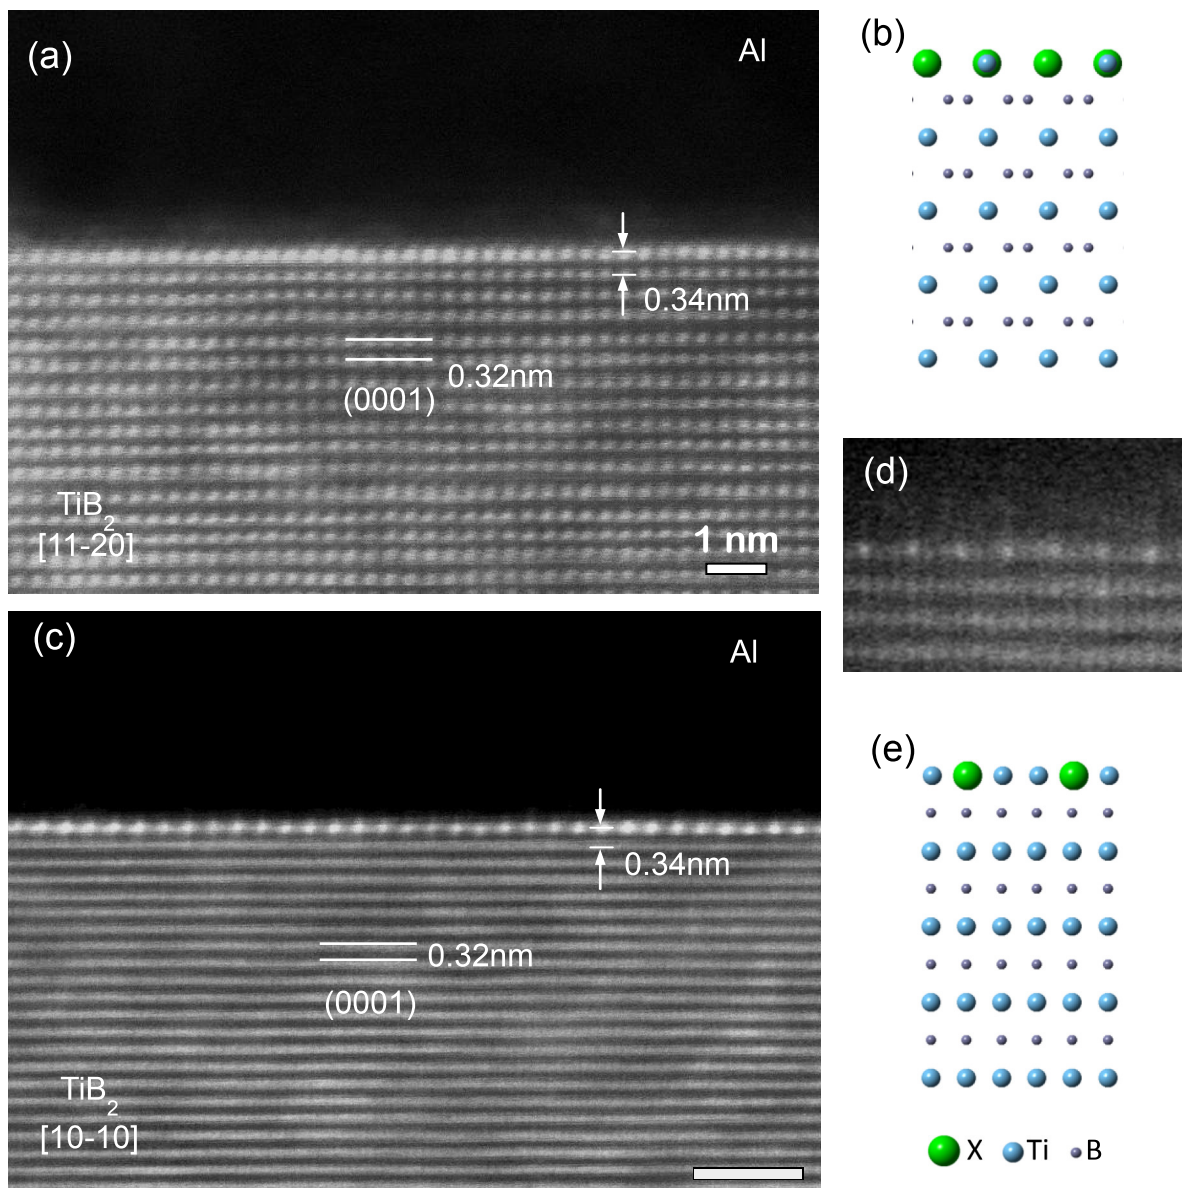 (a)
Al
0.34nm
0.32nm
(0001)
TiB2
[11-20]
1 nm
(b)
(c)
Al
0.34nm
0.32nm
(0001)
TiB2
[10-10]
(d)
(e)
X Ti B